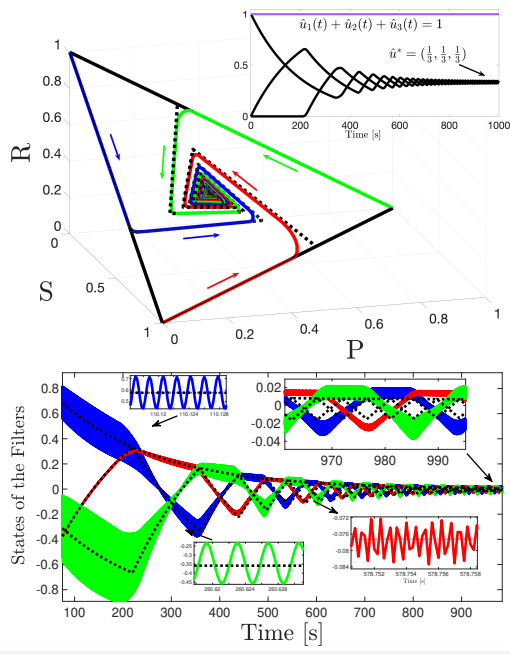 1
û₁(t) + û₂(t) + û₃(t) = 1
û* = (1/3, 1/3, 1/3)
0.5
0
0 200 400 600 800 1000
Time [s]
R
1
0.8
0.6
0.4
0.2
0
0
S
0.5
1
0 0.2 0.4 0.6 0.8 1
P
States of the Filters
0.8
0.6
0.4
0.2
0
-0.2
-0.4
-0.6
-0.8
0.7
0.6
0.5
110.12 110.124 110.128
0.02
0
-0.02
-0.04
970 980 990
-0.25
-0.35
-0.45
260.62 260.624 260.628
-0.072
-0.08
-0.084
578.752 578.754 578.756 578.758
Time [s]
100 200 300 400 500 600 700 800 900
Time [s]